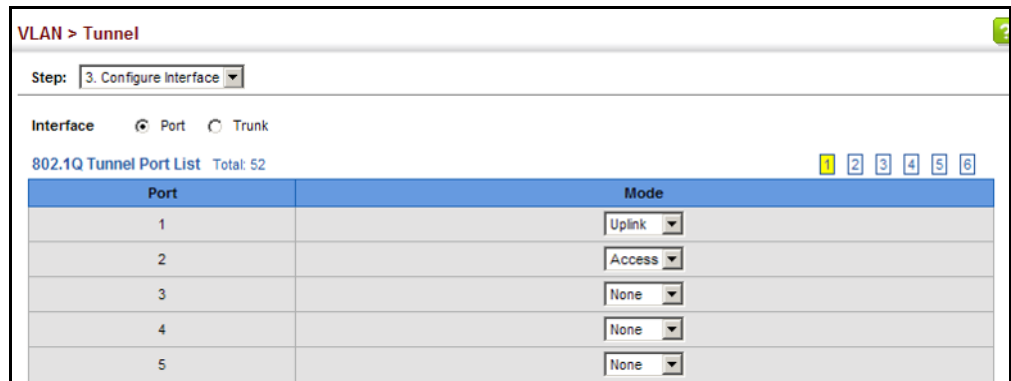 VLAN > Tunnel
?
Step: 3. Configure Interface
Interface Port Trunk
802.1Q Tunnel Port List Total: 52 1 2 3 4 5 6
Port Mode
1 Uplink
2 Access
3 None
4 None
5 None